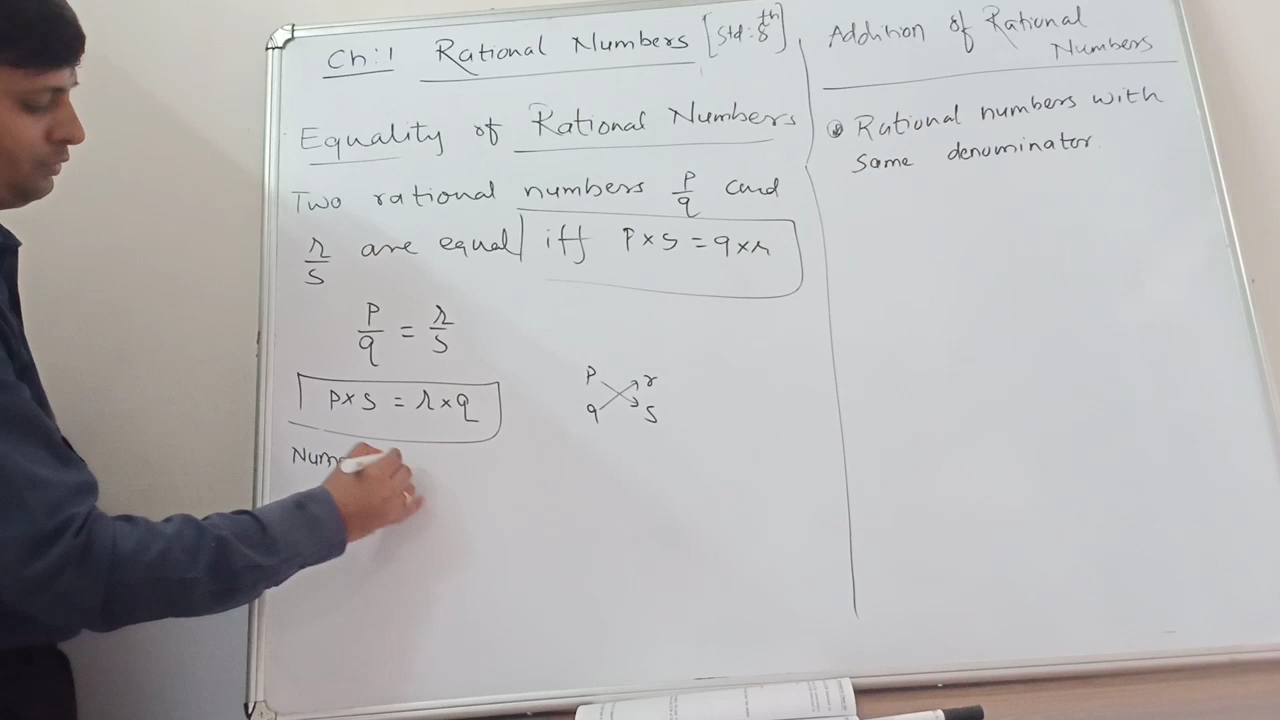 Ch:1 Rational Numbers [Std: 8th]
Equality of Rational Numbers
Two rational numbers p/q and
r/s are equal iff p×s = q×r
p/q = r/s
p×s = r×q
p r
q s
Num
Addition of Rational
Numbers
Rational numbers with
same denominator.